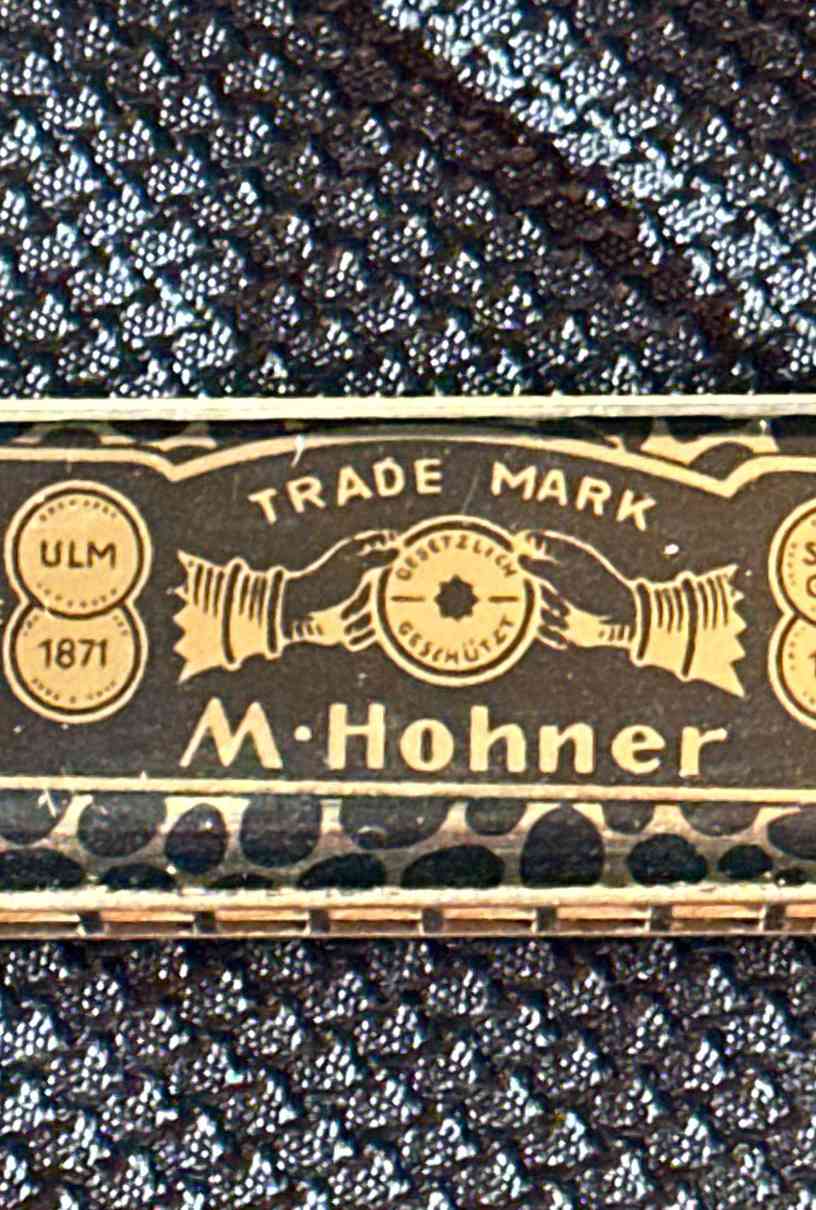 TRADE MARK
ULM
1871
GESETZLICH
GESCHÜTZT
M·Hohner